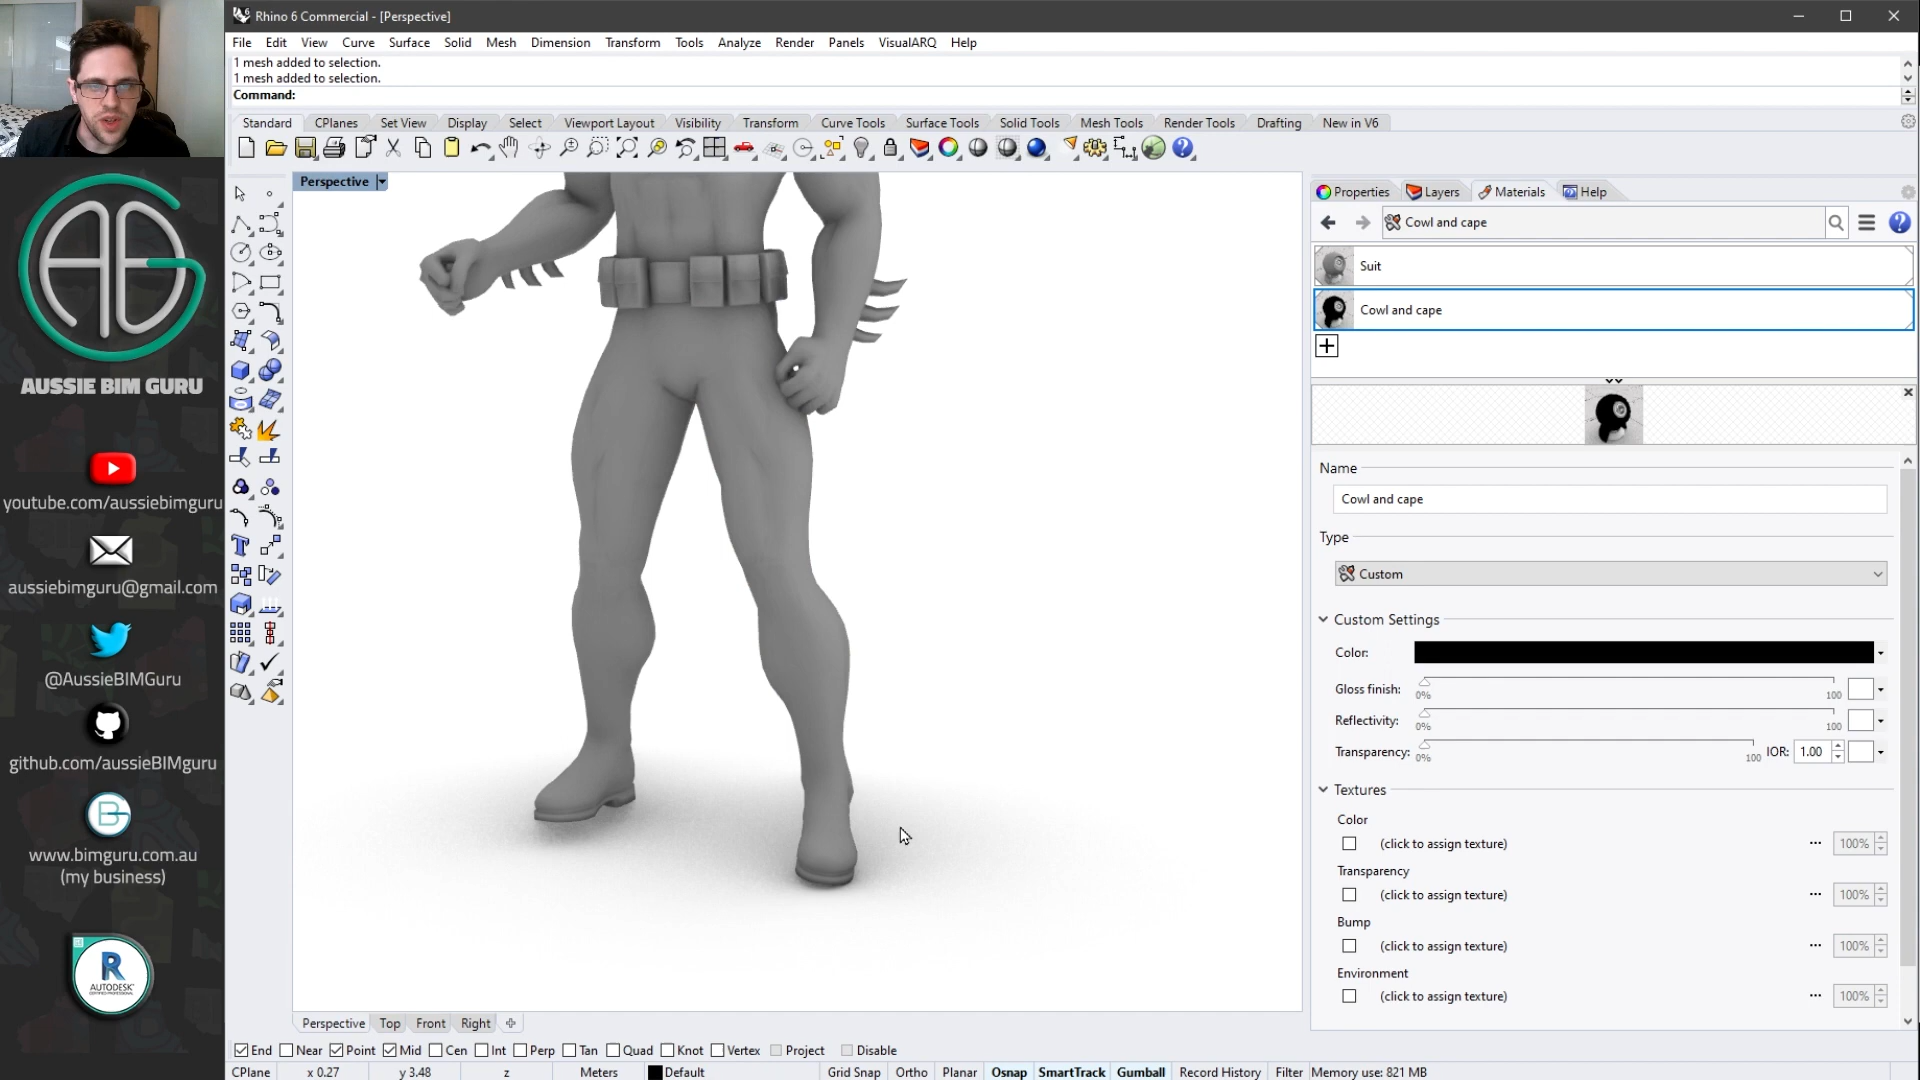 Rhino 6 Commercial - [Perspective]
File Edit View Curve Surface Solid Mesh Dimension Transform Tools Analyze Render Panels VisualARQ Help
1 mesh added to selection.
1 mesh added to selection.
Command:
Standard CPlanes Set View Display Select Viewport Layout Visibility Transform Curve Tools Surface Tools Solid Tools Mesh Tools Render Tools Drafting New in V6
Perspective
Properties Layers Materials Help
Cowl and cape
Suit
Cowl and cape
Name
Cowl and cape
Type
Custom
Custom Settings
Color:
Gloss finish: 0% 100
Reflectivity: 0% 100
Transparency: 0% 100 IOR: 1.00
Textures
Color
(click to assign texture) ... 100%
Transparency
(click to assign texture) ... 100%
Bump
(click to assign texture) ... 100%
Environment
(click to assign texture) ... 100%
Perspective Top Front Right
End Near Point Mid Cen Int Perp Tan Quad Knot Vertex Project Disable
CPlane x 0.27 y 3.48 z Meters Default Grid Snap Ortho Planar Osnap SmartTrack Gumball Record History Filter Memory use: 821 MB
AUSSIE BIM GURU
youtube.com/aussiebimguru
aussiebimguru@gmail.com
@AussieBIMGuru
github.com/aussieBIMguru
www.bimguru.com.au
(my business)
R
AUTODESK